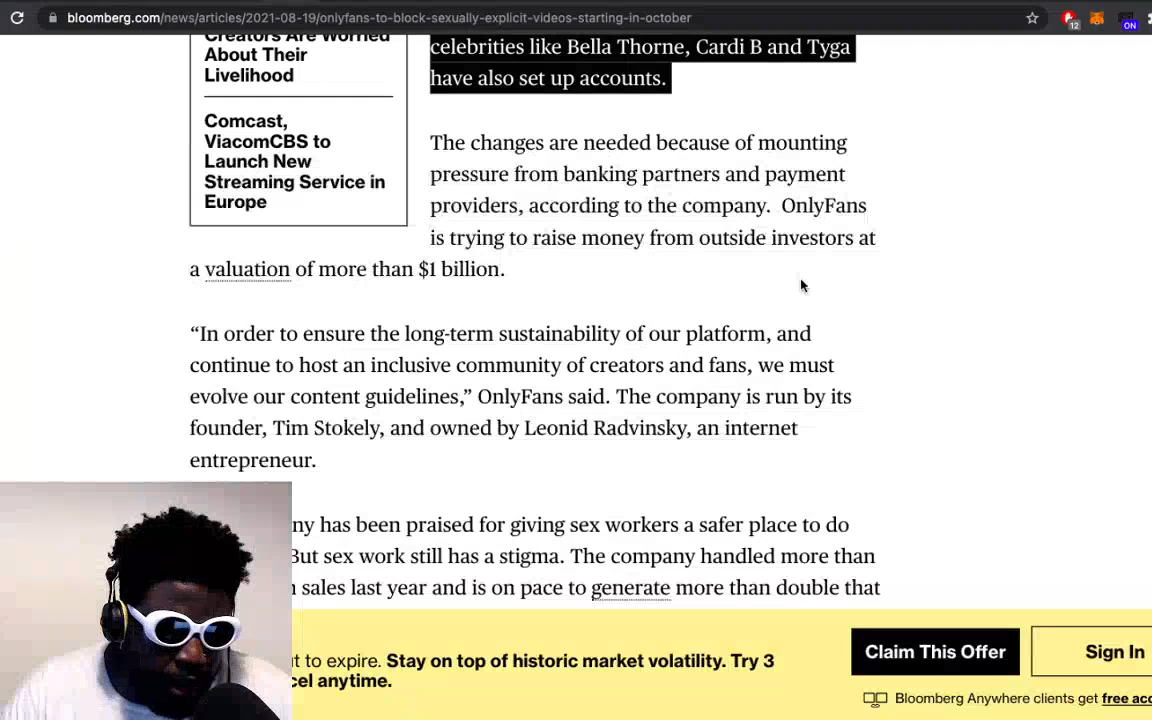 bloomberg.com/news/articles/2021-08-19/onlyfans-to-block-sexually-explicit-videos-starting-in-october
12
ON
Creators Are Worried
About Their
Livelihood
Comcast,
ViacomCBS to
Launch New
Streaming Service in
Europe
celebrities like Bella Thorne, Cardi B and Tyga
have also set up accounts.
The changes are needed because of mounting
pressure from banking partners and payment
providers, according to the company. OnlyFans
is trying to raise money from outside investors at
a valuation of more than $1 billion.
“In order to ensure the long-term sustainability of our platform, and
continue to host an inclusive community of creators and fans, we must
evolve our content guidelines,” OnlyFans said. The company is run by its
founder, Tim Stokely, and owned by Leonid Radvinsky, an internet
entrepreneur.
ny has been praised for giving sex workers a safer place to do
But sex work still has a stigma. The company handled more than
sales last year and is on pace to generate more than double that
t to expire. Stay on top of historic market volatility. Try 3
cel anytime.
Claim This Offer
Sign In
Bloomberg Anywhere clients get free acc